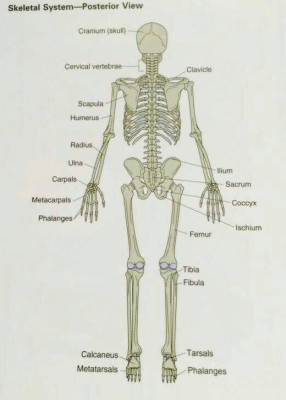 Skeletal System—Posterior View
Cranium (skull)
Cervical vertebrae
Clavicle
Scapula
Humerus
Radius
Ulna
Ilium
Carpals
Sacrum
Metacarpals
Coccyx
Phalanges
Ischium
Femur
Tibia
Fibula
Calcaneus
Tarsals
Metatarsals
Phalanges